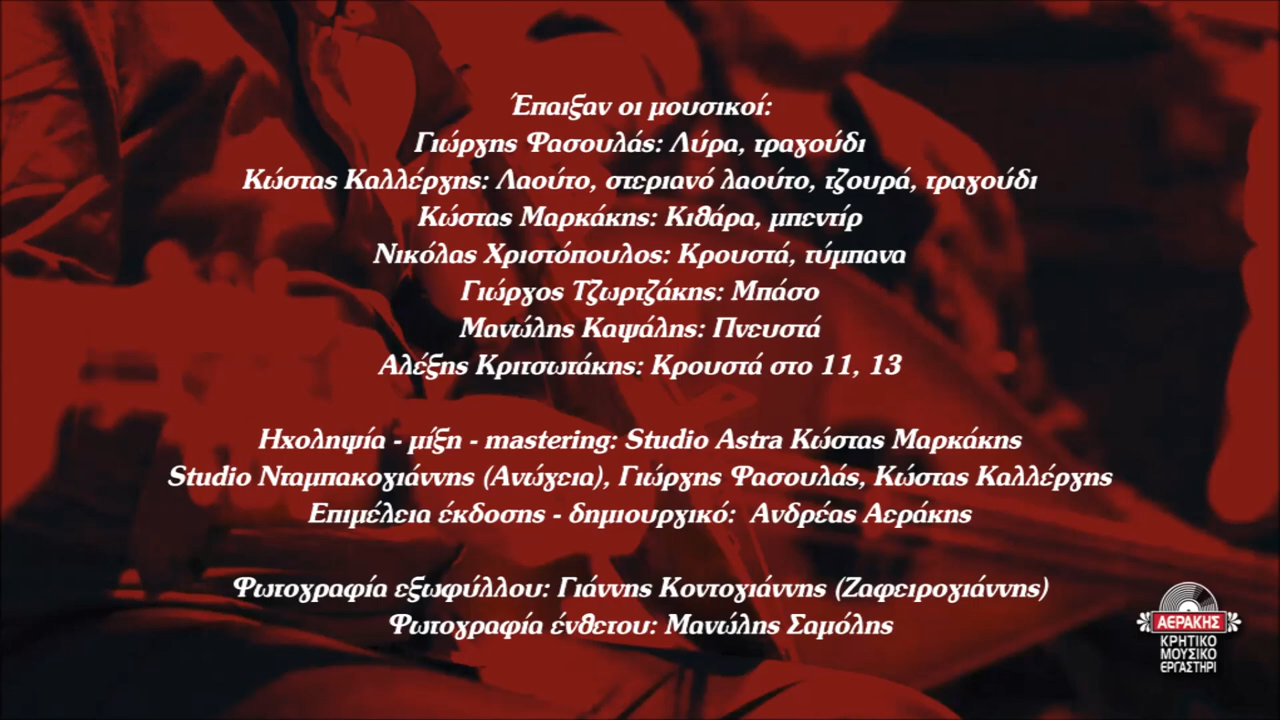 Έπαιξαν οι μουσικοί:
Γιώργης Φασουλάς: Λύρα, τραγούδι
Κώστας Καλλέργης: Λαούτο, στεριανό λαούτο, τζουρά, τραγούδι
Κώστας Μαρκάκης: Κιθάρα, μπεντίρ
Νικόλας Χριστόπουλος: Κρουστά, τύμπανα
Γιώργος Τζωρτζάκης: Μπάσο
Μανώλης Καψάλης: Πνευστά
Αλέξης Κριτσωτάκης: Κρουστά στο 11, 13
Ηχοληψία - μίξη - mastering: Studio Astra Κώστας Μαρκάκης
Studio Νταμπακογιάννης (Ανώγεια), Γιώργης Φασουλάς, Κώστας Καλλέργης
Επιμέλεια έκδοσης - δημιουργικό: Ανδρέας Αεράκης
Φωτογραφία εξωφύλλου: Γιάννης Κοντογιάννης (Ζαφειρογιάννης)
Φωτογραφία ένθετου: Μανώλης Σαμόλης
ΑΕΡΑΚΗΣ
ΚΡΗΤΙΚΟ
ΜΟΥΣΙΚΟ
ΕΡΓΑΣΤΗΡΙ